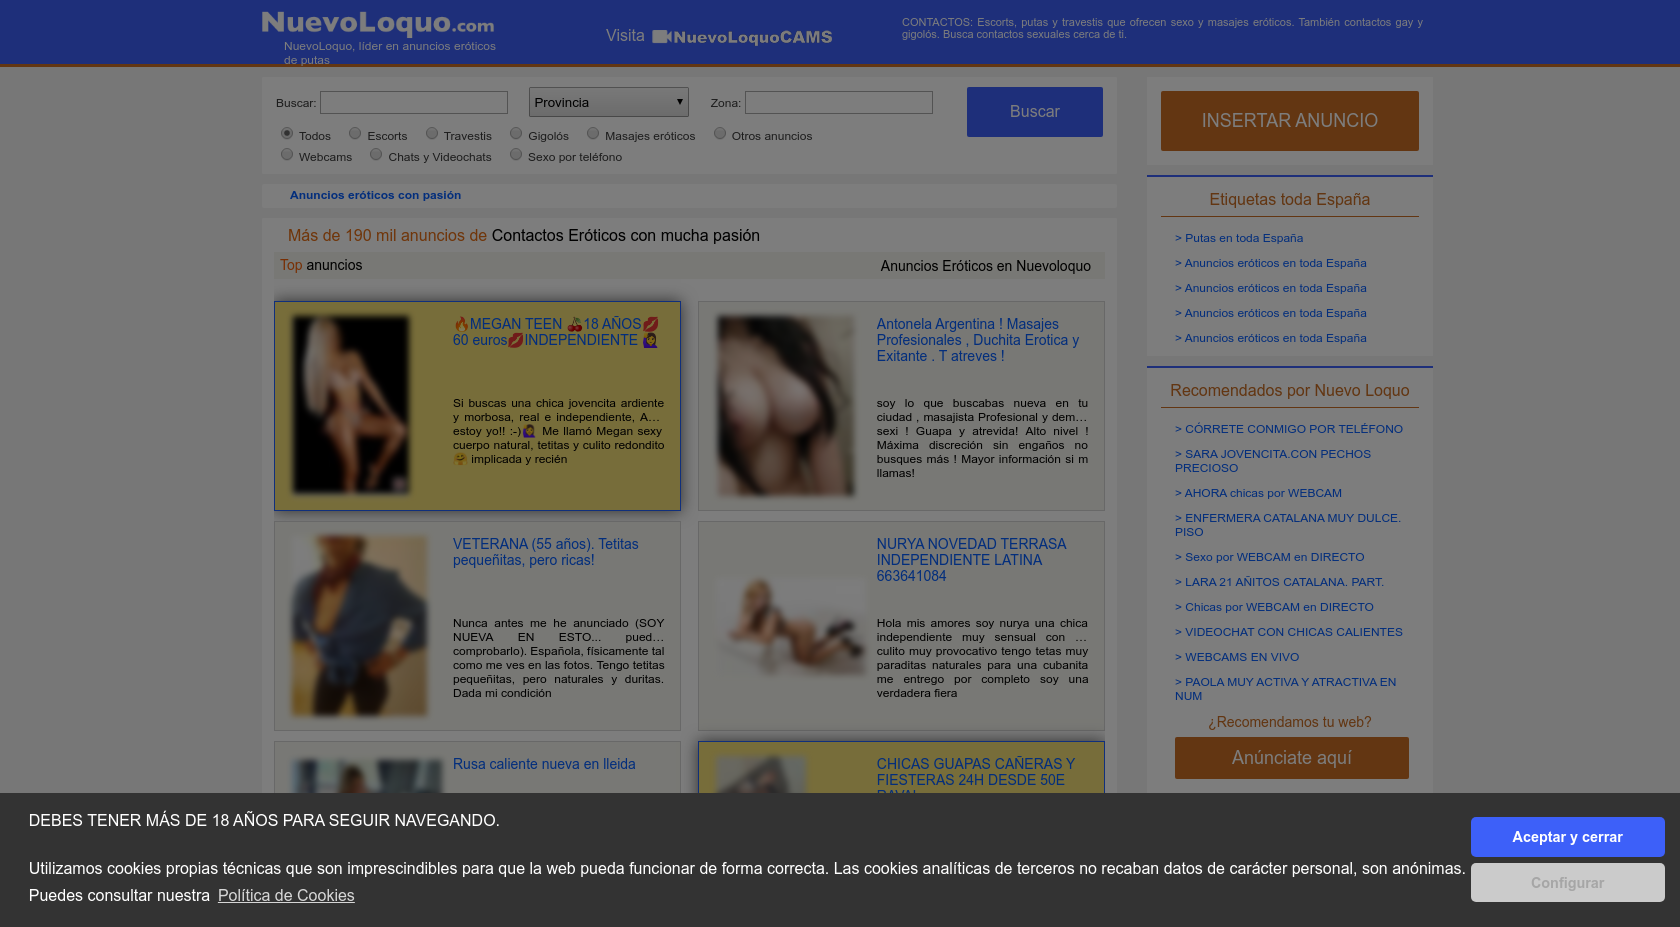 NuevoLoquo.com
NuevoLoquo, líder en anuncios eróticos
de putas
Visita NuevoLoquoCAMS
CONTACTOS: Escorts, putas y travestis que ofrecen sexo y masajes eróticos. También contactos gay y
gigolós. Busca contactos sexuales cerca de ti.
Buscar:
Provincia
Zona:
Buscar
Todos
Escorts
Travestis
Gigolós
Masajes eróticos
Otros anuncios
Webcams
Chats y Videochats
Sexo por teléfono
INSERTAR ANUNCIO
Anuncios eróticos con pasión
Más de 190 mil anuncios de Contactos Eróticos con mucha pasión
Top anuncios
Anuncios Eróticos en Nuevoloquo
🔥MEGAN TEEN 🍒18 AÑOS💋
60 euros💋INDEPENDIENTE 🙋‍♀️
Si buscas una chica jovencita ardiente
y morbosa, real e independiente, A...
estoy yo!! :-)🙋‍♀️ Me llamó Megan sexy
cuerpo natural, tetitas y culito redondito
🤗 implicada y recién
Antonela Argentina ! Masajes
Profesionales , Duchita Erotica y
Exitante . T atreves !
soy lo que buscabas nueva en tu
ciudad , masajista Profesional y dem...
sexi ! Guapa y atrevida! Alto nivel !
Máxima discreción sin engaños no
busques más ! Mayor información si m
llamas!
VETERANA (55 años). Tetitas
pequeñitas, pero ricas!
Nunca antes me he anunciado (SOY
NUEVA EN ESTO... pued...
comprobarlo). Española, físicamente tal
como me ves en las fotos. Tengo tetitas
pequeñitas, pero naturales y duritas.
Dada mi condición
NURYA NOVEDAD TERRASA
INDEPENDIENTE LATINA
663641084
Hola mis amores soy nurya una chica
independiente muy sensual con ...
culito muy provocativo tengo tetas muy
paraditas naturales para una cubanita
me entrego por completo soy una
verdadera fiera
Rusa caliente nueva en lleida
CHICAS GUAPAS CAÑERAS Y
FIESTERAS 24H DESDE 50E
Etiquetas toda España
> Putas en toda España
> Anuncios eróticos en toda España
> Anuncios eróticos en toda España
> Anuncios eróticos en toda España
> Anuncios eróticos en toda España
Recomendados por Nuevo Loquo
> CÓRRETE CONMIGO POR TELÉFONO
> SARA JOVENCITA.CON PECHOS
PRECIOSO
> AHORA chicas por WEBCAM
> ENFERMERA CATALANA MUY DULCE.
PISO
> Sexo por WEBCAM en DIRECTO
> LARA 21 AÑITOS CATALANA. PART.
> Chicas por WEBCAM en DIRECTO
> VIDEOCHAT CON CHICAS CALIENTES
> WEBCAMS EN VIVO
> PAOLA MUY ACTIVA Y ATRACTIVA EN
NUM
¿Recomendamos tu web?
Anúnciate aquí
DEBES TENER MÁS DE 18 AÑOS PARA SEGUIR NAVEGANDO.
Utilizamos cookies propias técnicas que son imprescindibles para que la web pueda funcionar de forma correcta. Las cookies analíticas de terceros no recaban datos de carácter personal, son anónimas.
Puedes consultar nuestra Política de Cookies
Aceptar y cerrar
Configurar